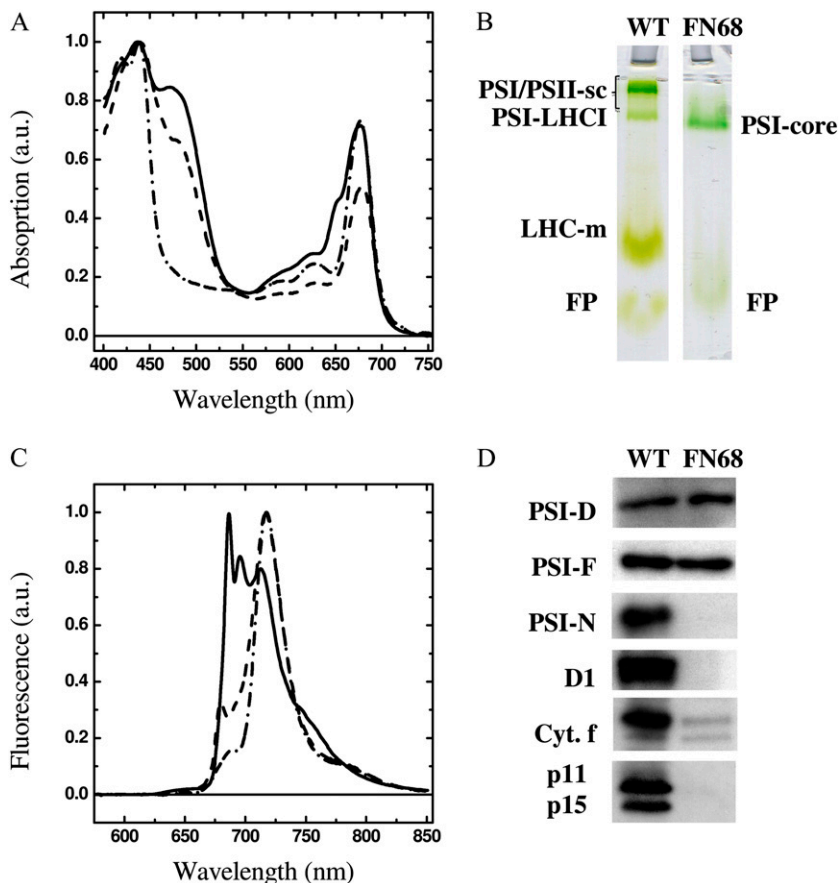 A
Absoprtion (a.u.)
1.0
0.8
0.6
0.4
0.2
0.0
400 450 500 550 600 650 700 750
Wavelength (nm)
B
WT FN68
PSI/PSII-sc
PSI-LHCI
PSI-core
LHC-m
FP
FP
C
Fluorescence (a.u.)
1.0
0.8
0.6
0.4
0.2
0.0
600 650 700 750 800 850
Wavelength (nm)
D
WT FN68
PSI-D
PSI-F
PSI-N
D1
Cyt. f
p11
p15